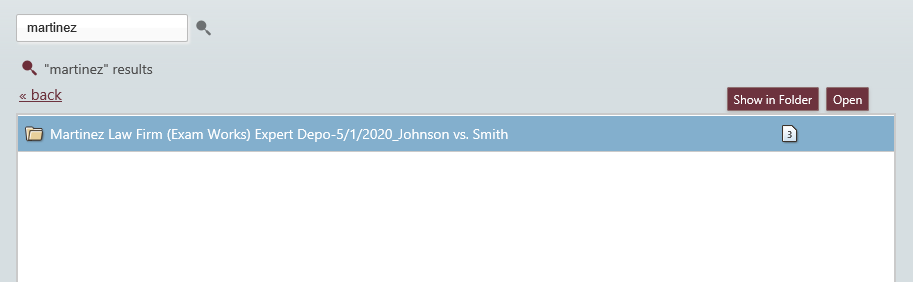 martinez
"martinez" results
« back
Show in Folder Open
Martinez Law Firm (Exam Works) Expert Depo-5/1/2020_Johnson vs. Smith 3